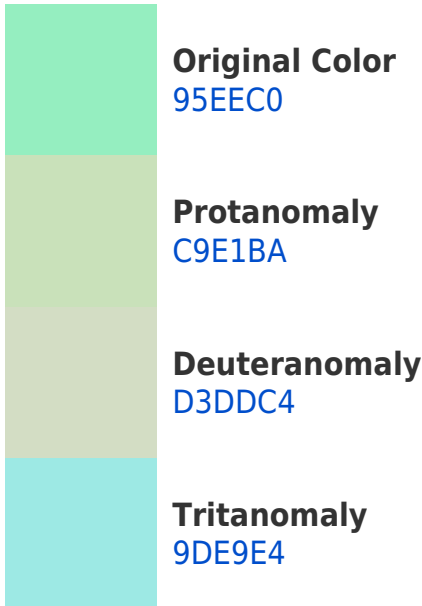 Original Color
95EEC0
Protanomaly
C9E1BA
Deuteranomaly
D3DDC4
Tritanomaly
9DE9E4